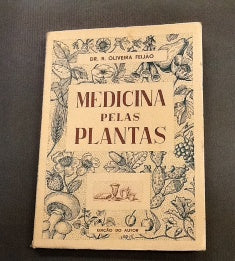 DR. R. OLIVEIRA FEIJÃO
MEDICINA
PELAS
PLANTAS
EDIÇÃO DO AUTOR